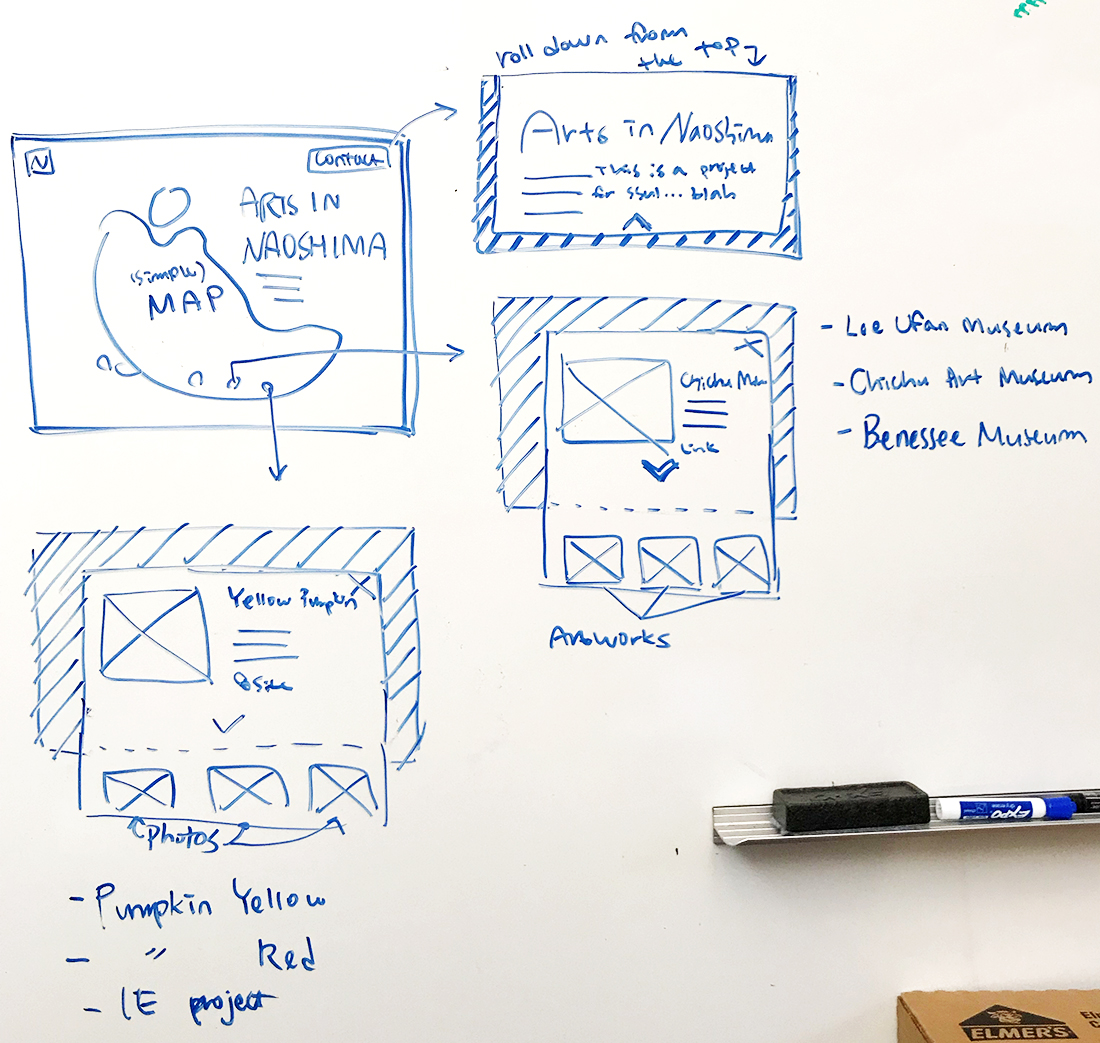 roll down from
the top
N
Contact
ARTS IN
NAOSHIMA
(simple)
MAP
Arts in Naoshima
This is a project
for ssul... blah
Chichu Mu
Link
Artworks
- Lee Ufan Museum
- Chichu Art Museum
- Benessee Museum
Yellow Pumpkin
Photos
- Pumpkin Yellow
- " Red
- IE project
EXPO
ELMER'S